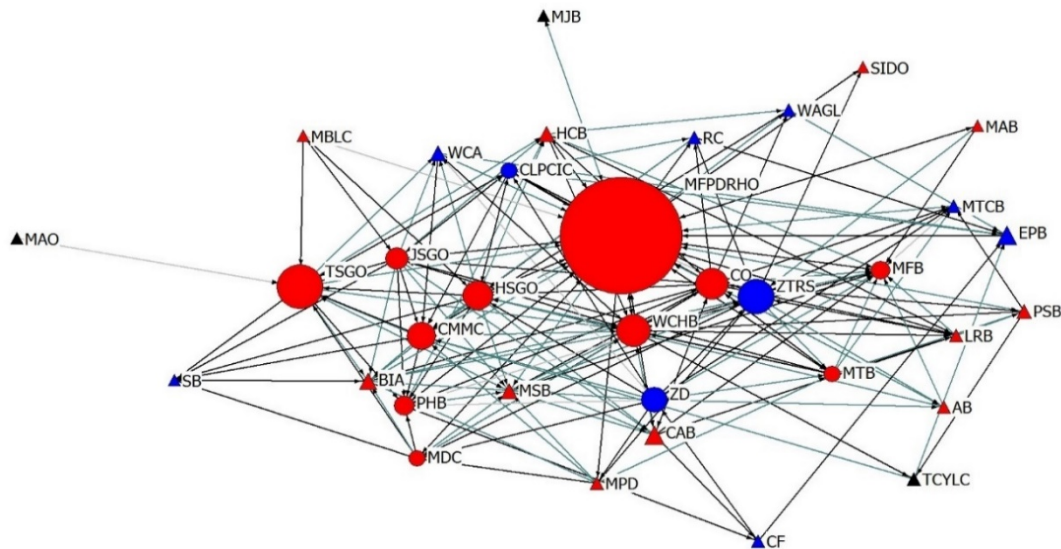 MJB
SIDO
WAGL
MBLC
HCB
RC
MAB
WCA
CLPCIC
MFPDRHO
MTCB
EPB
MAO
JSGO
TSGO
HSGO
CO
ZTRS
MFB
CMMC
WCHB
PSB
LRB
SB
BIA
MSB
MTB
PHB
ZD
AB
CAB
MDC
MPD
TCYLC
CF